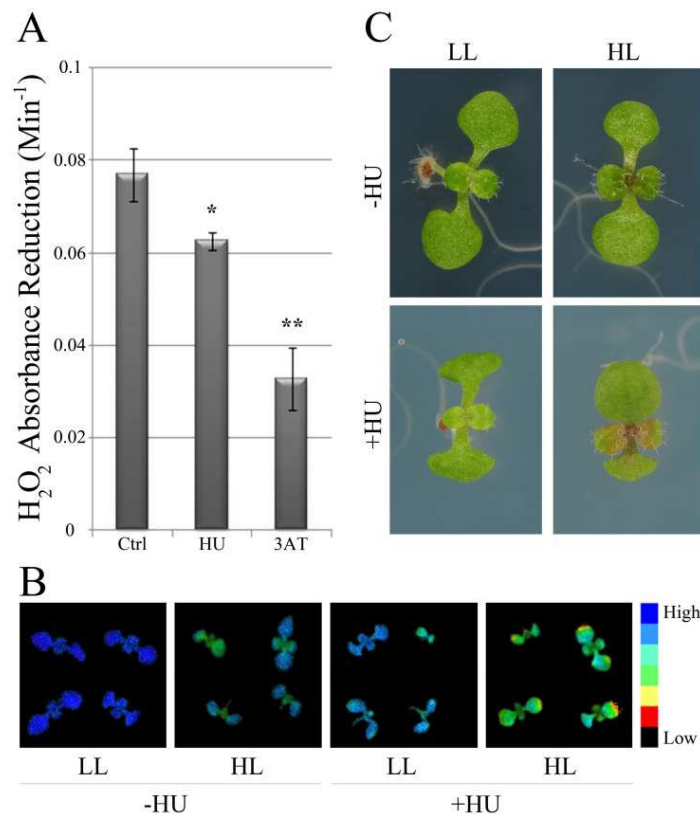 A
H₂O₂ Absorbance Reduction (Min⁻¹)
0.1
0.08
0.06
0.04
0.02
0
*
**
Ctrl HU 3AT
C
LL HL
-HU
+HU
B
High
Low
LL HL LL HL
-HU +HU